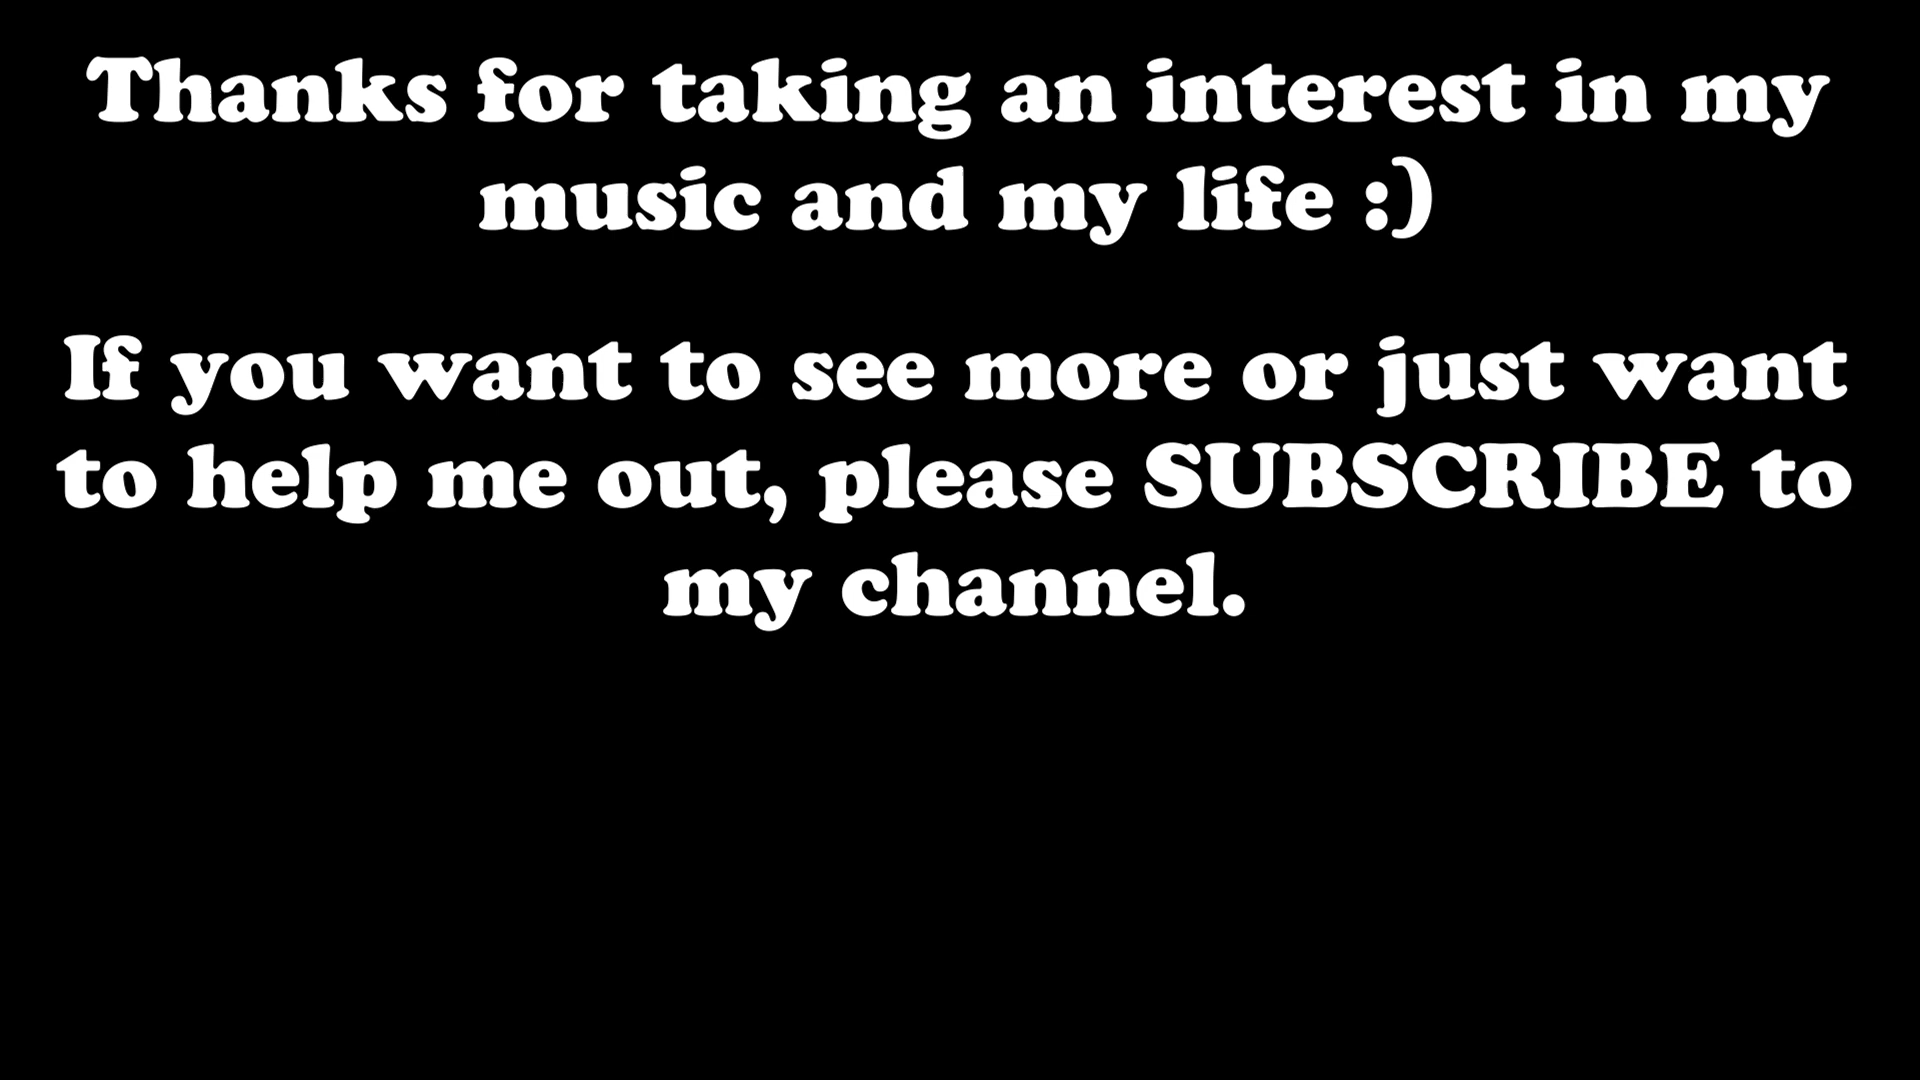 Thanks for taking an interest in my
music and my life :)
If you want to see more or just want
to help me out, please SUBSCRIBE to
my channel.